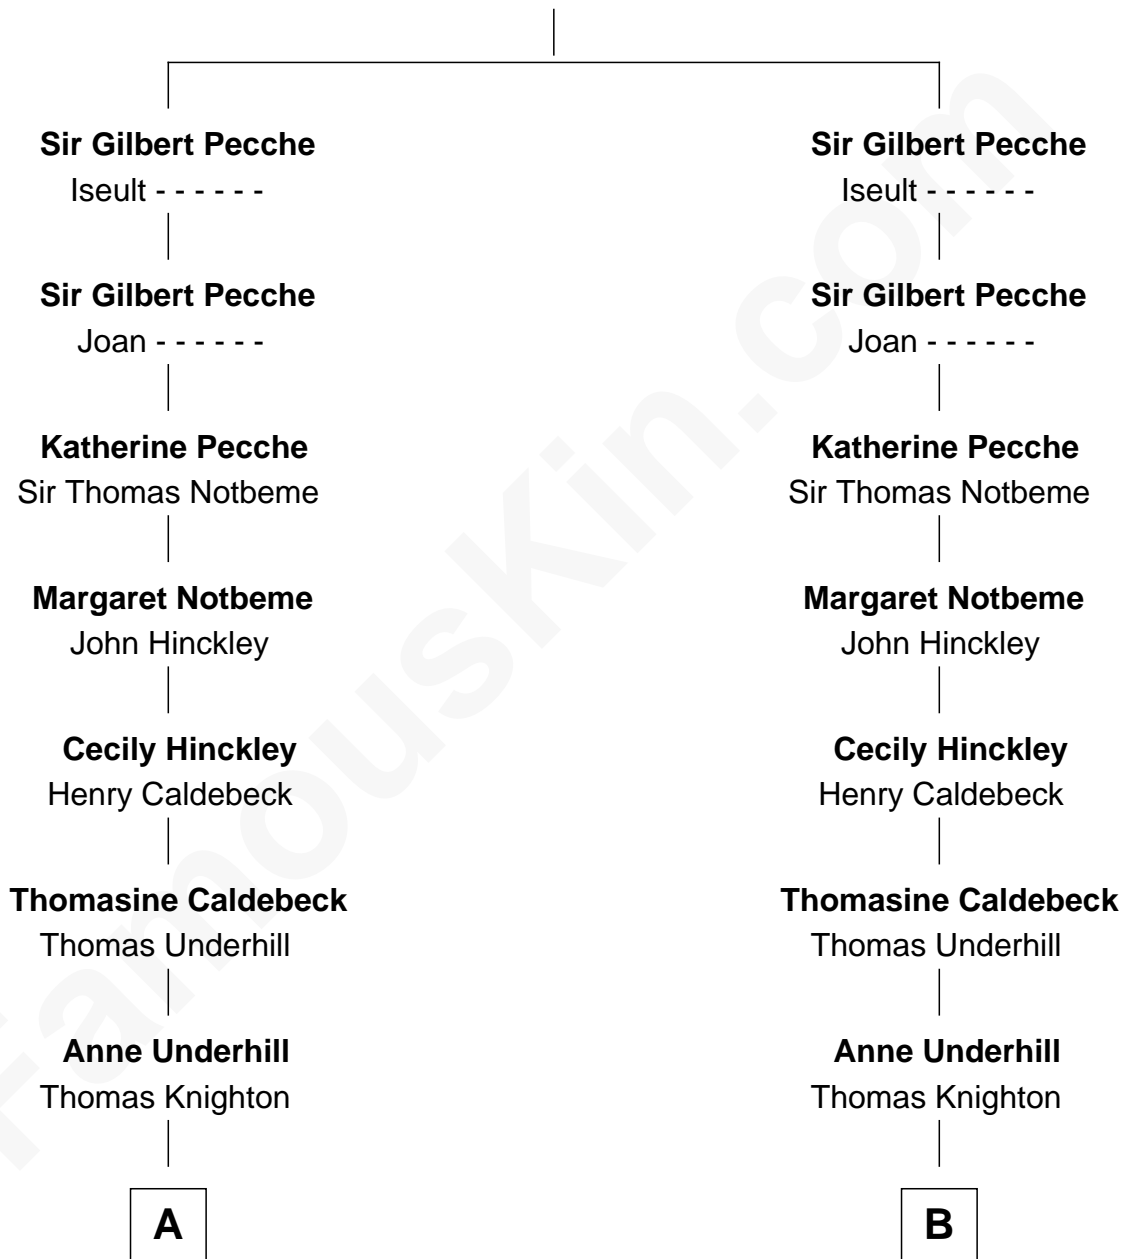 Sir Gilbert Pecche
Iseult - - - - - -
Sir Gilbert Pecche
Joan - - - - - -
Katherine Pecche
Sir Thomas Notbeme
Margaret Notbeme
John Hinckley
Cecily Hinckley
Henry Caldebeck
Thomasine Caldebeck
Thomas Underhill
Anne Underhill
Thomas Knighton
A
Sir Gilbert Pecche
Iseult - - - - - -
Sir Gilbert Pecche
Joan - - - - - -
Katherine Pecche
Sir Thomas Notbeme
Margaret Notbeme
John Hinckley
Cecily Hinckley
Henry Caldebeck
Thomasine Caldebeck
Thomas Underhill
Anne Underhill
Thomas Knighton
B
FamousKin.com